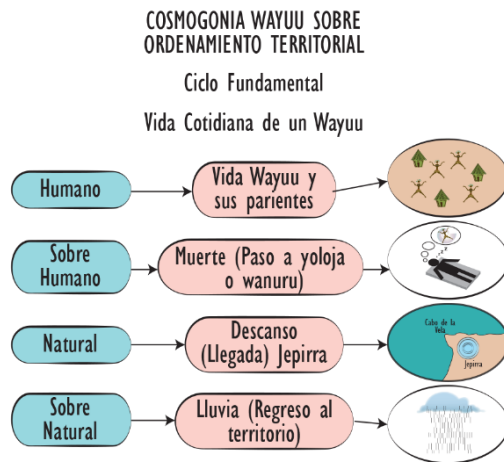 COSMOGONIA WAYUU SOBRE
ORDENAMIENTO TERRITORIAL
Ciclo Fundamental
Vida Cotidiana de un Wayuu
Humano
Vida Wayuu y
sus parientes
Sobre
Humano
Muerte (Paso a yoloja
o wanuru)
z z z
Natural
Descanso
(Llegada) Jepirra
Cabo de la
Vela
Jepirra
Sobre
Natural
Lluvia (Regreso al
territorio)